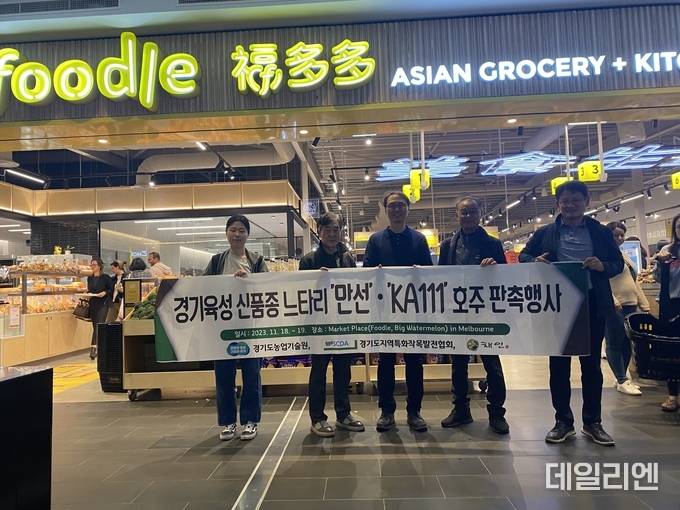 foodle 福多多 ASIAN GROCERY + KITC
3 3
경기육성 신품종 느타리 '만선'·'KA111' 호주 판촉행사
일시 : 2023. 11. 18. ~ 19. 장소 : Market Place(Foodie, Big Watermelon) in Melbourne
경기도농업기술원, SCDA 경기도지역특화작목발전협회,
데일리엔